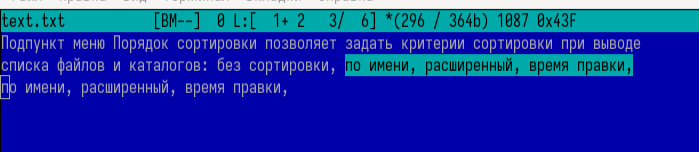 text.txt [BM--] 0 L:[ 1+ 2 3/ 6] *(296 / 364b) 1087 0x43F
Подпункт меню Порядок сортировки позволяет задать критерии сортировки при выводе
списка файлов и каталогов: без сортировки, по имени, расширенный, время правки,
по имени, расширенный, время правки,